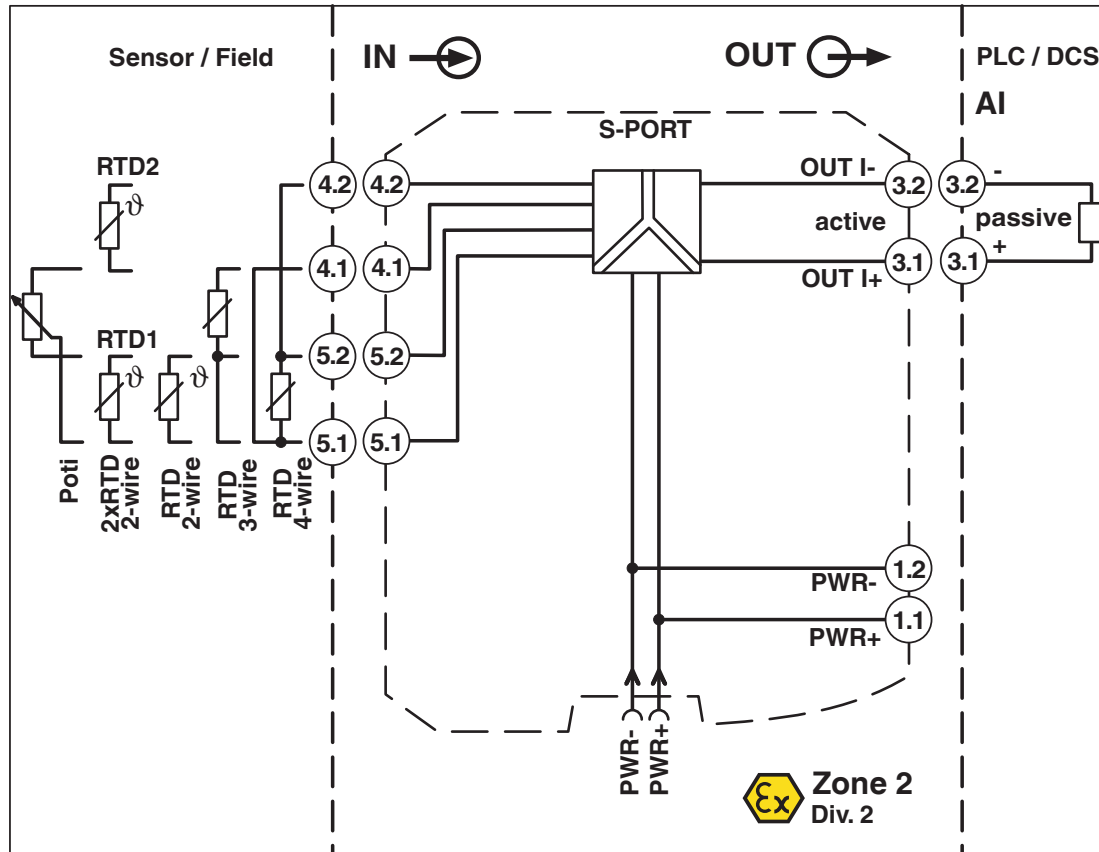 Sensor / Field
IN
OUT
PLC / DCS
AI
S-PORT
RTD2
ϑ
4.2
4.2
OUT I-
3.2
3.2
-
active
passive
4.1
4.1
OUT I+
3.1
3.1
+
RTD1
ϑ
ϑ
5.2
5.2
5.1
5.1
Poti
2xRTD
2-wire
RTD
2-wire
RTD
3-wire
RTD
4-wire
PWR-
1.2
PWR+
1.1
PWR-
PWR+
Ex
Zone 2
Div. 2